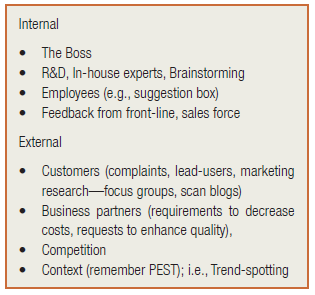 Internal
• The Boss
• R&D, In-house experts, Brainstorming
• Employees (e.g., suggestion box)
• Feedback from front-line, sales force
External
• Customers (complaints, lead-users, marketing
research—focus groups, scan blogs)
• Business partners (requirements to decrease
costs, requests to enhance quality),
• Competition
• Context (remember PEST); i.e., Trend-spotting